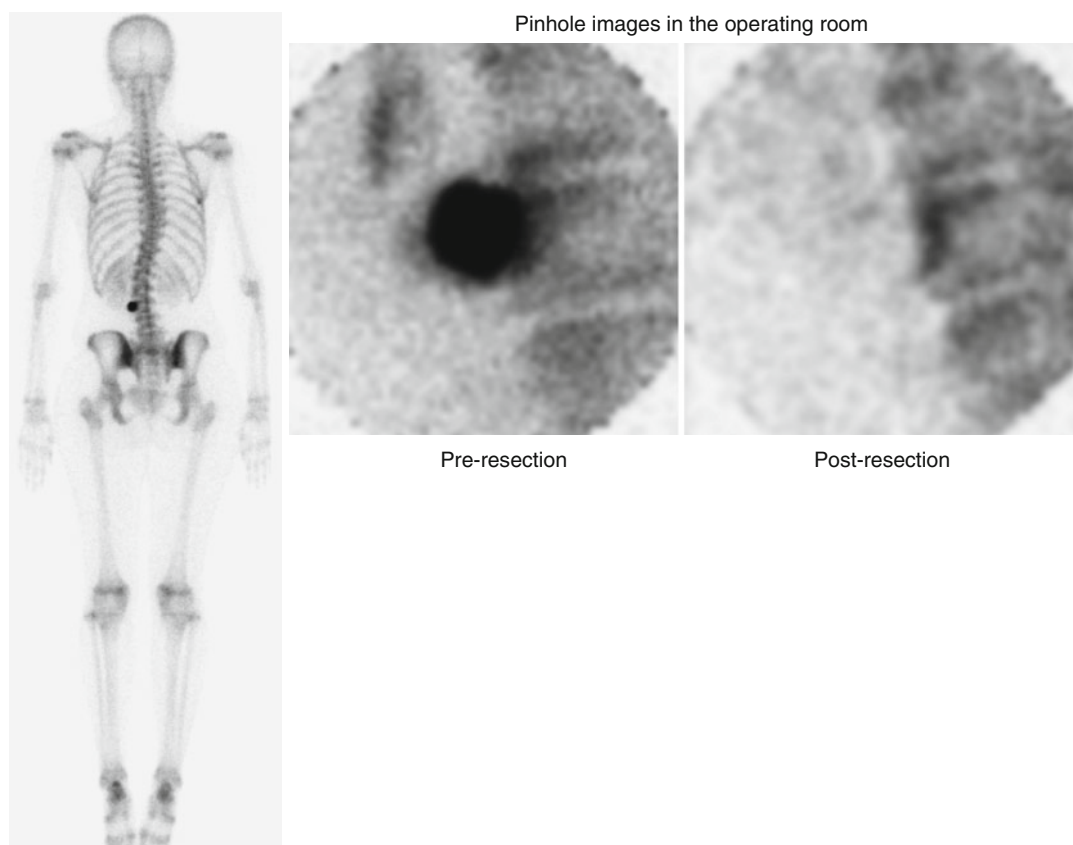 Pinhole images in the operating room
Pre-resection
Post-resection